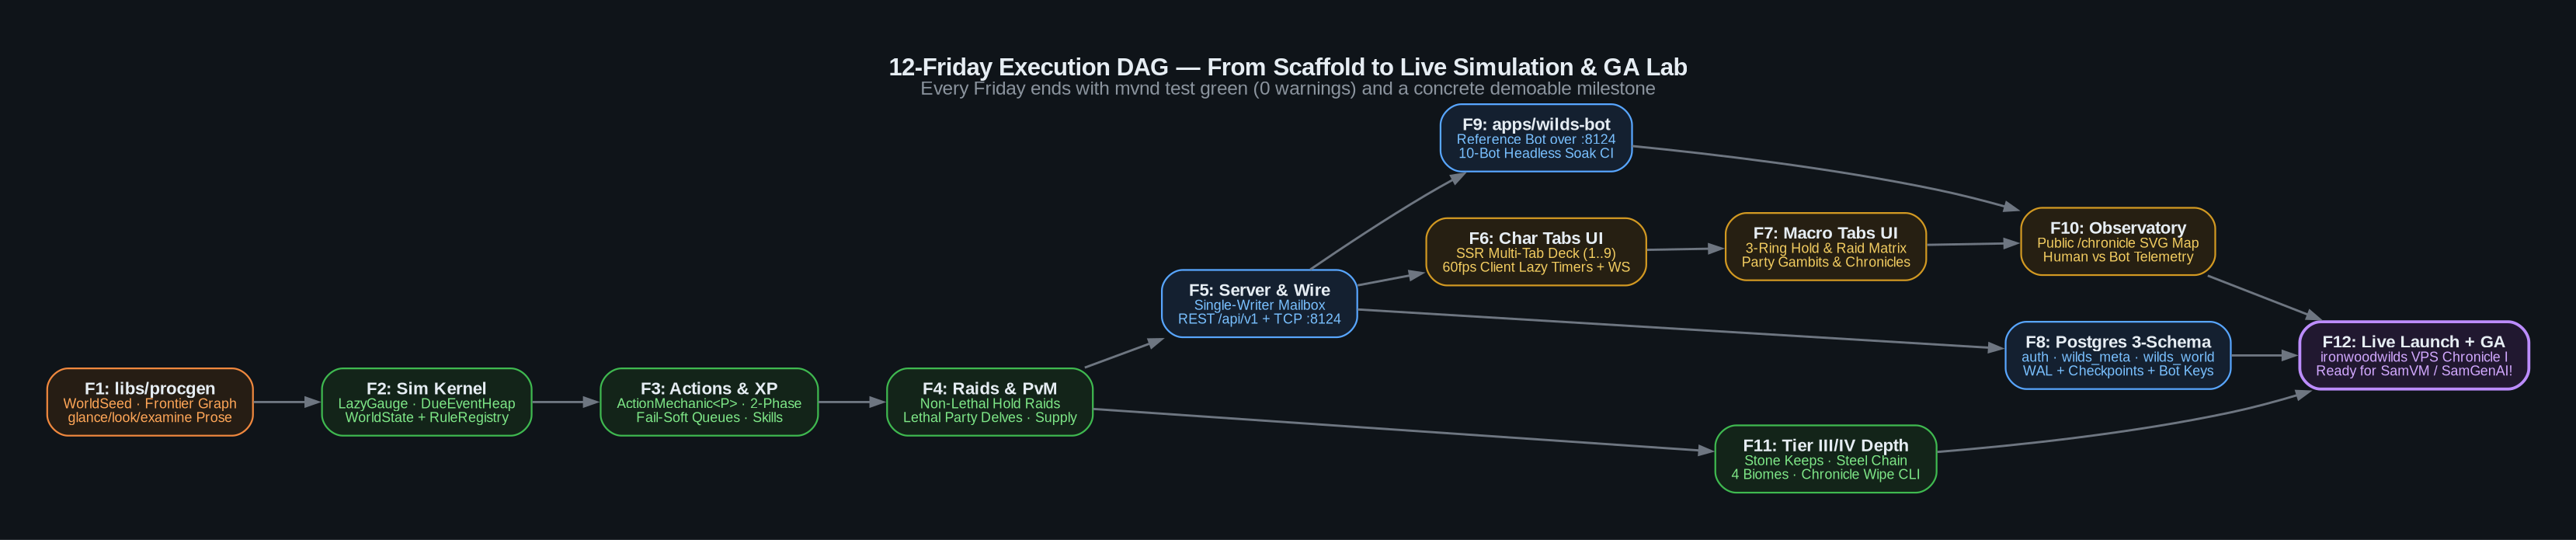 12-Friday Execution DAG — From Scaffold to Live Simulation & GA Lab
Every Friday ends with mvnd test green (0 warnings) and a concrete demoable milestone
F1: libs/procgen
WorldSeed · Frontier Graph
glance/look/examine Prose
F2: Sim Kernel
LazyGauge · DueEventHeap
WorldState + RuleRegistry
F3: Actions & XP
ActionMechanic<P> · 2-Phase
Fail-Soft Queues · Skills
F4: Raids & PvM
Non-Lethal Hold Raids
Lethal Party Delves · Supply
F5: Server & Wire
Single-Writer Mailbox
REST /api/v1 + TCP :8124
F9: apps/wilds-bot
Reference Bot over :8124
10-Bot Headless Soak CI
F6: Char Tabs UI
SSR Multi-Tab Deck (1..9)
60fps Client Lazy Timers + WS
F7: Macro Tabs UI
3-Ring Hold & Raid Matrix
Party Gambits & Chronicles
F10: Observatory
Public /chronicle SVG Map
Human vs Bot Telemetry
F8: Postgres 3-Schema
auth · wilds_meta · wilds_world
WAL + Checkpoints + Bot Keys
F11: Tier III/IV Depth
Stone Keeps · Steel Chain
4 Biomes · Chronicle Wipe CLI
F12: Live Launch + GA
ironwoodwilds VPS Chronicle I
Ready for SamVM / SamGenAI!